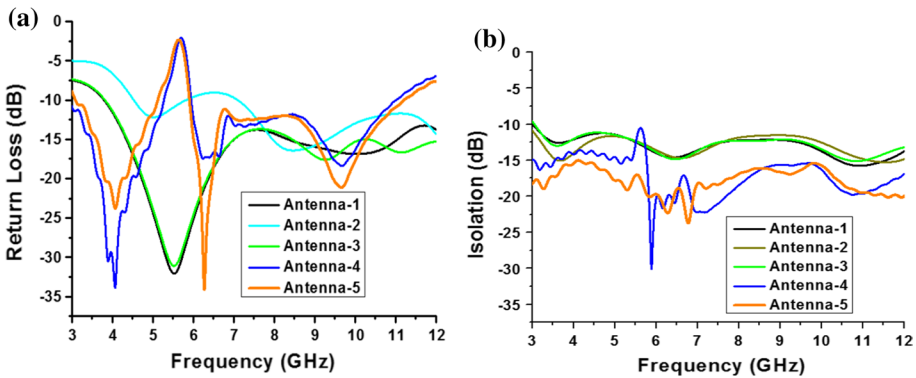 (a)
Return Loss (dB)
0
-5
-10
-15
-20
-25
-30
-35
3 4 5 6 7 8 9 10 11 12
Frequency (GHz)
Antenna-1
Antenna-2
Antenna-3
Antenna-4
Antenna-5
(b)
Isolation (dB)
0
-5
-10
-15
-20
-25
-30
-35
3 4 5 6 7 8 9 10 11 12
Frequency (GHz)
Antenna-1
Antenna-2
Antenna-3
Antenna-4
Antenna-5